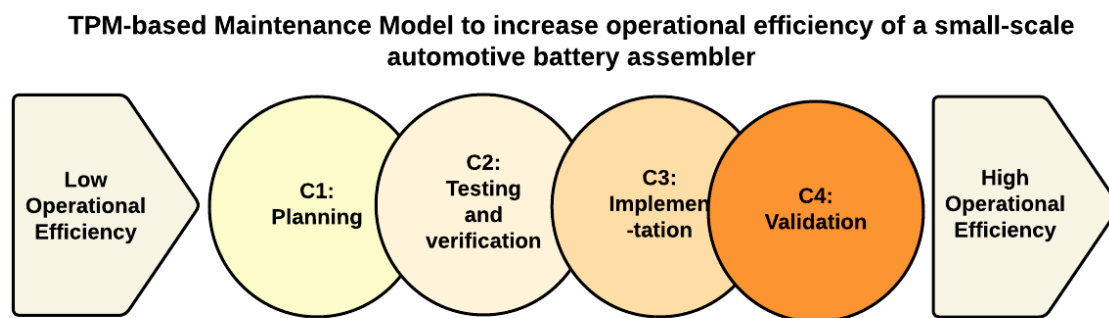 TPM-based Maintenance Model to increase operational efficiency of a small-scale
automotive battery assembler
Low
Operational
Efficiency
C1:
Planning
C2:
Testing
and
verification
C3:
Implemen
-tation
C4:
Validation
High
Operational
Efficiency